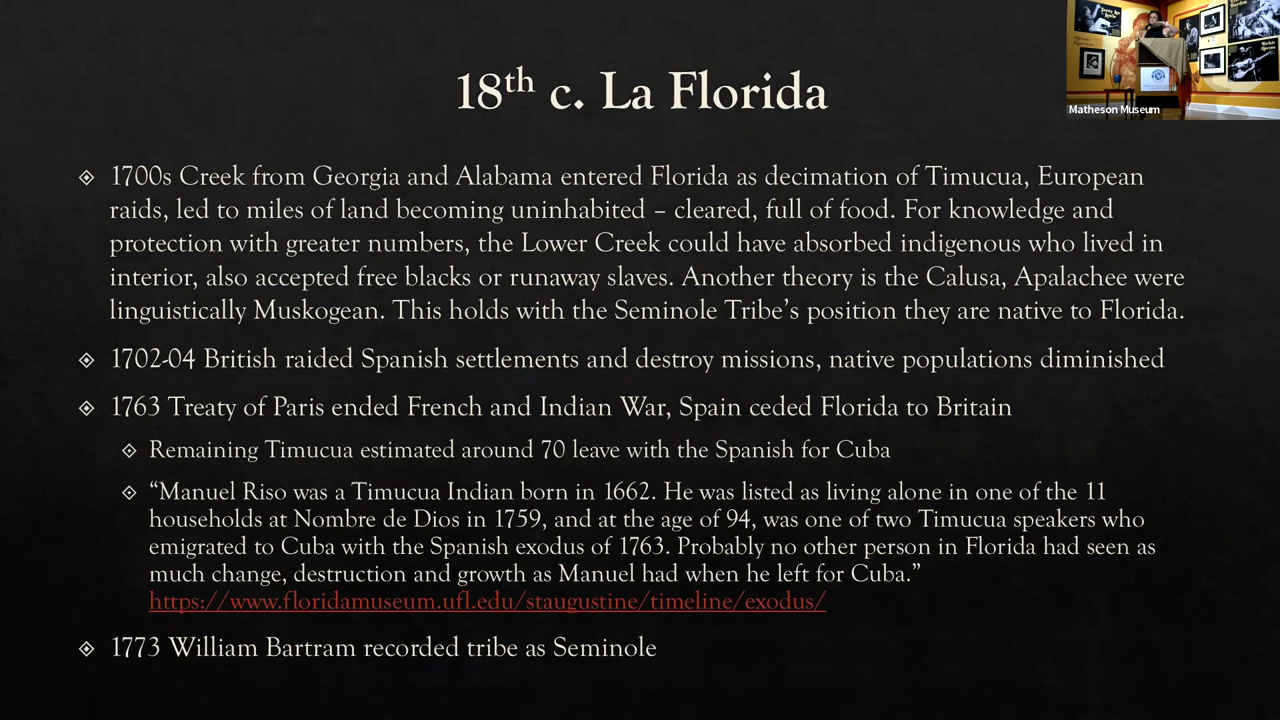 18th c. La Florida
Matheson Museum
1700s Creek from Georgia and Alabama entered Florida as decimation of Timucua, European
raids, led to miles of land becoming uninhabited – cleared, full of food. For knowledge and
protection with greater numbers, the Lower Creek could have absorbed indigenous who lived in
interior, also accepted free blacks or runaway slaves. Another theory is the Calusa, Apalachee were
linguistically Muskogean. This holds with the Seminole Tribe’s position they are native to Florida.
1702-04 British raided Spanish settlements and destroy missions, native populations diminished
1763 Treaty of Paris ended French and Indian War, Spain ceded Florida to Britain
Remaining Timucua estimated around 70 leave with the Spanish for Cuba
“Manuel Riso was a Timucua Indian born in 1662. He was listed as living alone in one of the 11
households at Nombre de Dios in 1759, and at the age of 94, was one of two Timucua speakers who
emigrated to Cuba with the Spanish exodus of 1763. Probably no other person in Florida had seen as
much change, destruction and growth as Manuel had when he left for Cuba.”
https://www.floridamuseum.ufl.edu/staugustine/timeline/exodus/
1773 William Bartram recorded tribe as Seminole